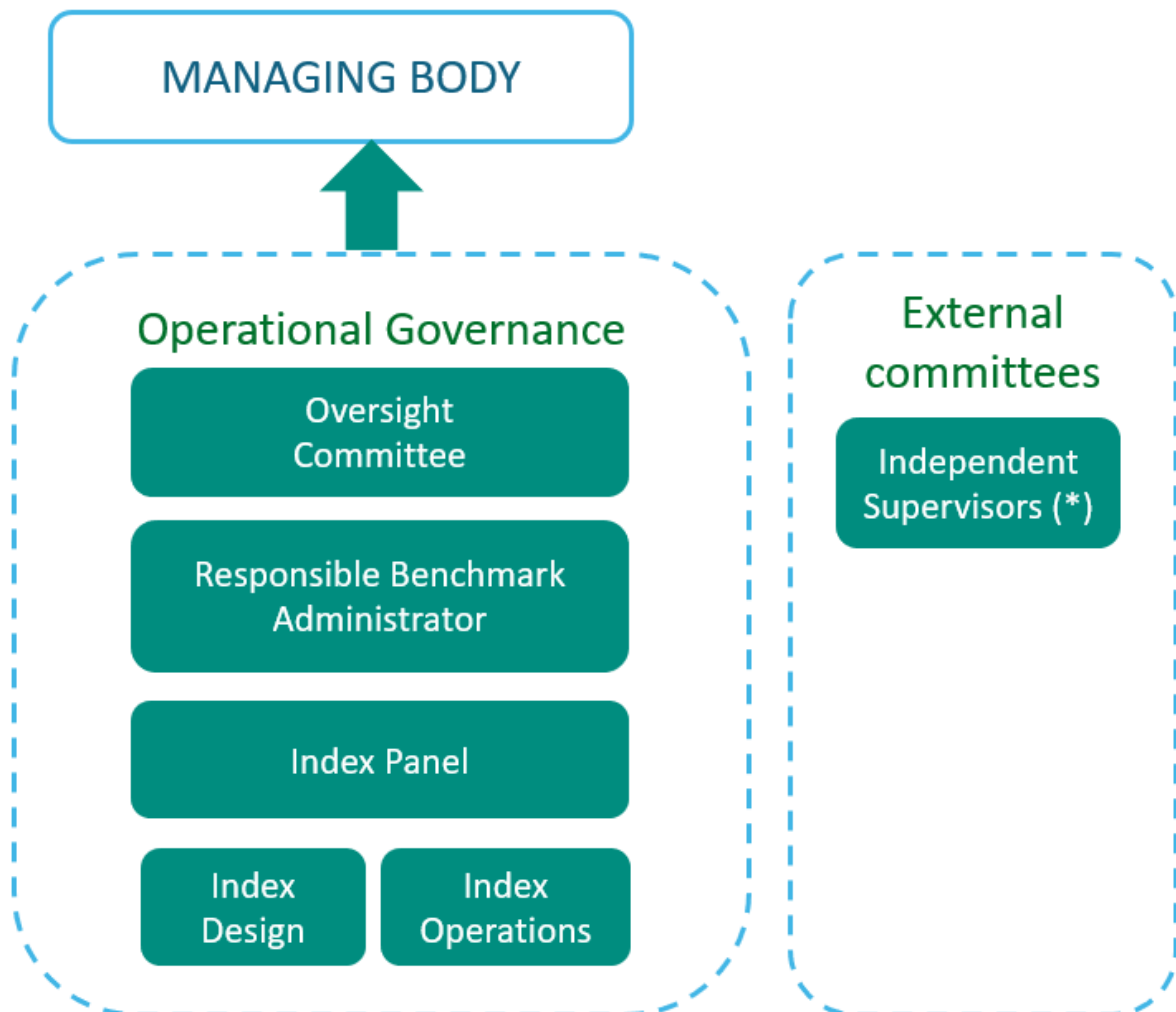 MANAGING BODY
Operational Governance
Oversight
Committee
Responsible Benchmark
Administrator
Index Panel
Index
Design
Index
Operations
External
committees
Independent
Supervisors (*)